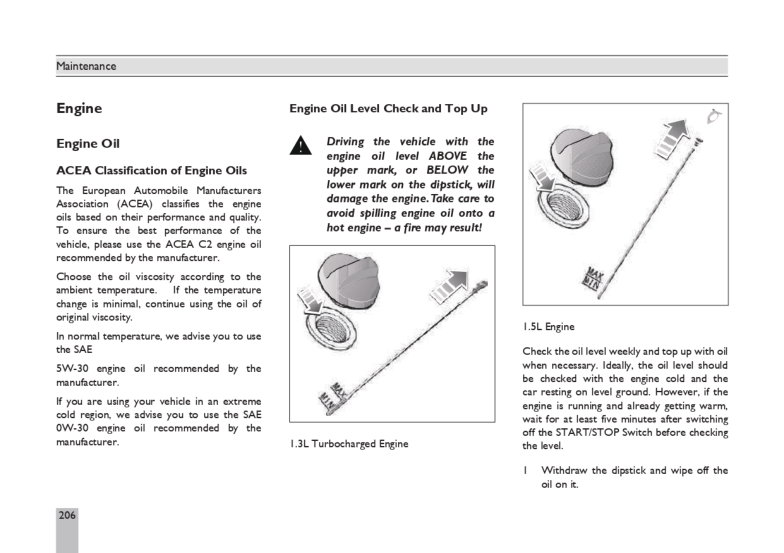 Maintenance
Engine
Engine Oil
ACEA Classification of Engine Oils
The European Automobile Manufacturers
Association (ACEA) classifies the engine
oils based on their performance and quality.
To ensure the best performance of the
vehicle, please use the ACEA C2 engine oil
recommended by the manufacturer.
Choose the oil viscosity according to the
ambient temperature. If the temperature
change is minimal, continue using the oil of
original viscosity.
In normal temperature, we advise you to use
the SAE
5W-30 engine oil recommended by the
manufacturer.
If you are using your vehicle in an extreme
cold region, we advise you to use the SAE
0W-30 engine oil recommended by the
manufacturer.
Engine Oil Level Check and Top Up
Driving the vehicle with the
engine oil level ABOVE the
upper mark, or BELOW the
lower mark on the dipstick, will
damage the engine. Take care to
avoid spilling engine oil onto a
hot engine – a fire may result!
MAX
MIN
1.3L Turbocharged Engine
MAX
MIN
1.5L Engine
Check the oil level weekly and top up with oil
when necessary. Ideally, the oil level should
be checked with the engine cold and the
car resting on level ground. However, if the
engine is running and already getting warm,
wait for at least five minutes after switching
off the START/STOP Switch before checking
the level.
1 Withdraw the dipstick and wipe off the
oil on it.
206